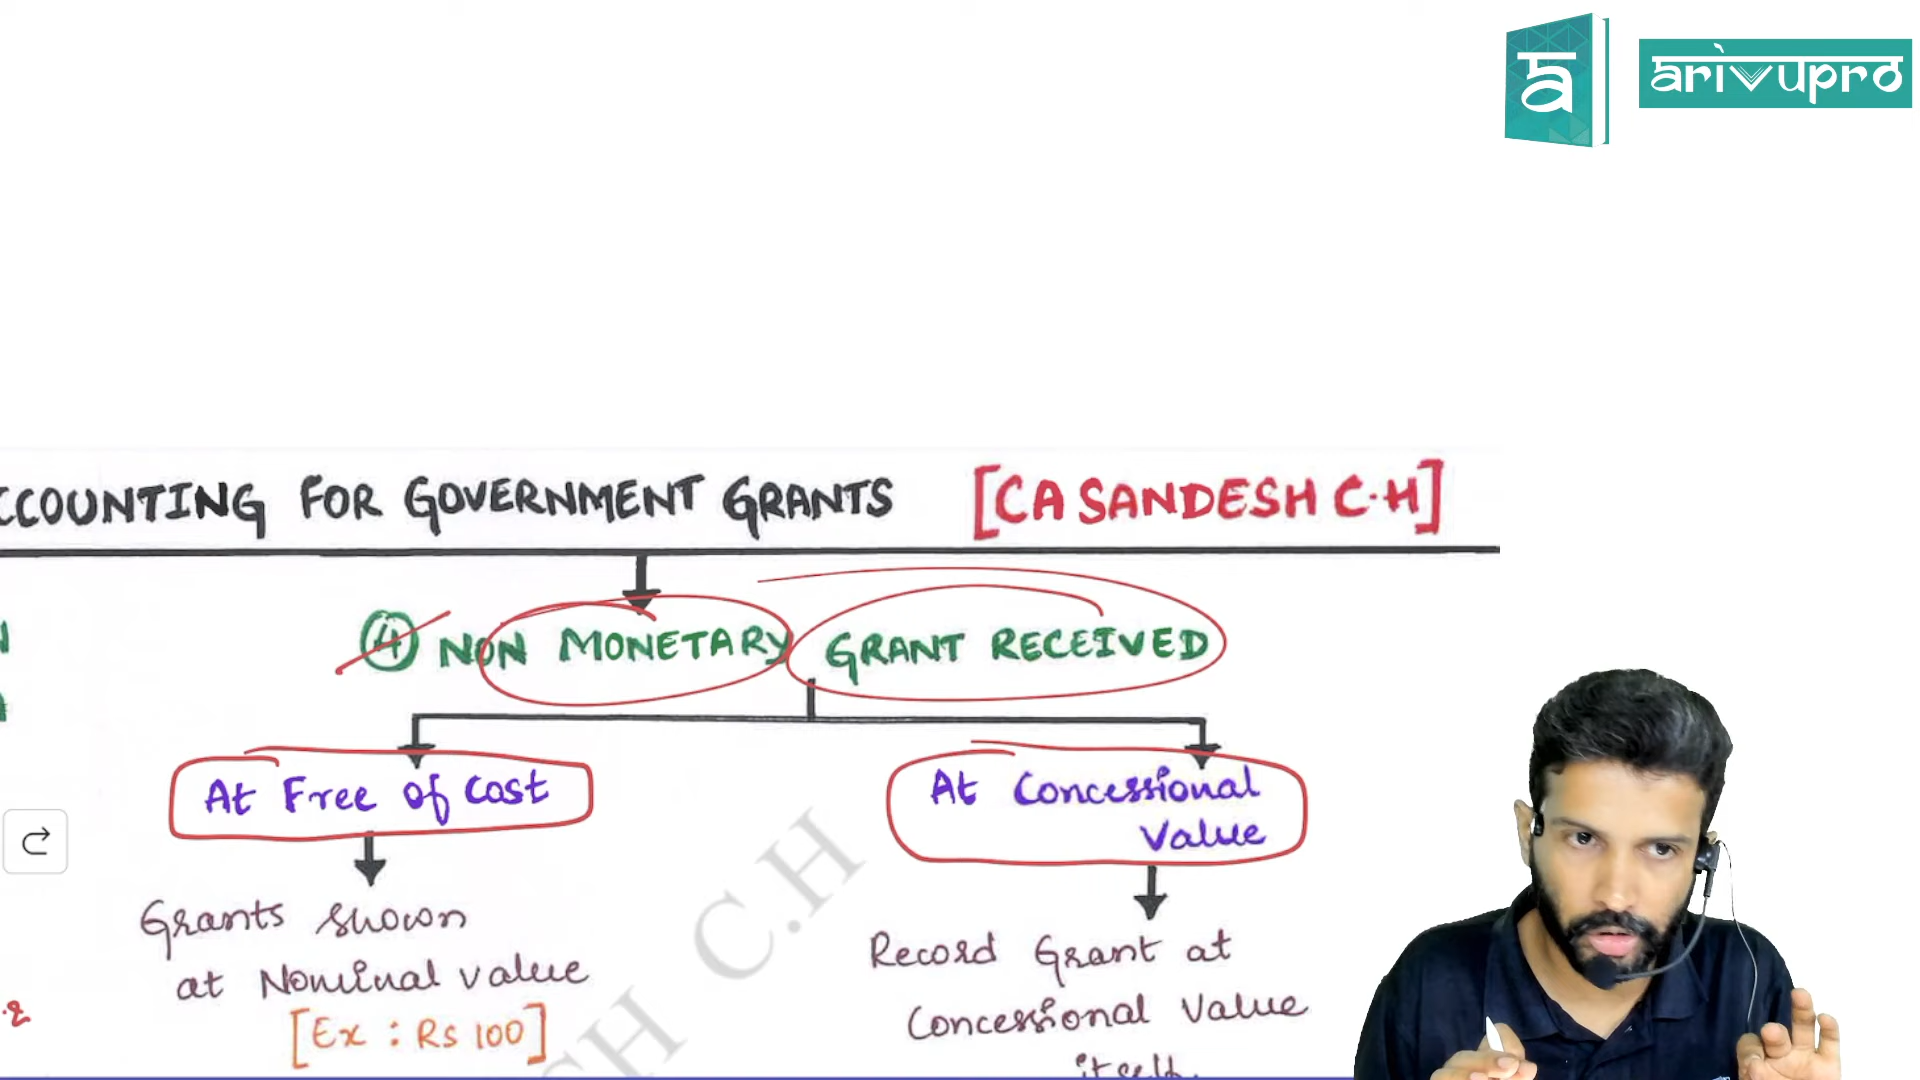 a arivupro
CCOUNTING FOR GOVERNMENT GRANTS [CA SANDESH C.H]
4 NON MONETARY GRANT RECEIVED
At Free of Cost
At Concessional
Value
Grants shown
at Nominal value
[Ex : Rs 100]
Record Grant at
Concessional Value
itself.
C.H